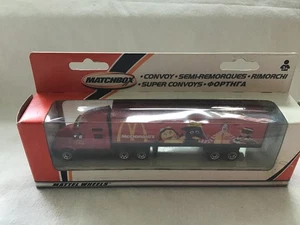 MATCHBOX
• CONVOY • SEMI-REMORQUES • RIMORCHI
• SUPER CONVOYS • ΦΟΡΤΗΓΑ
McDonald's
MATTEL WHEELS